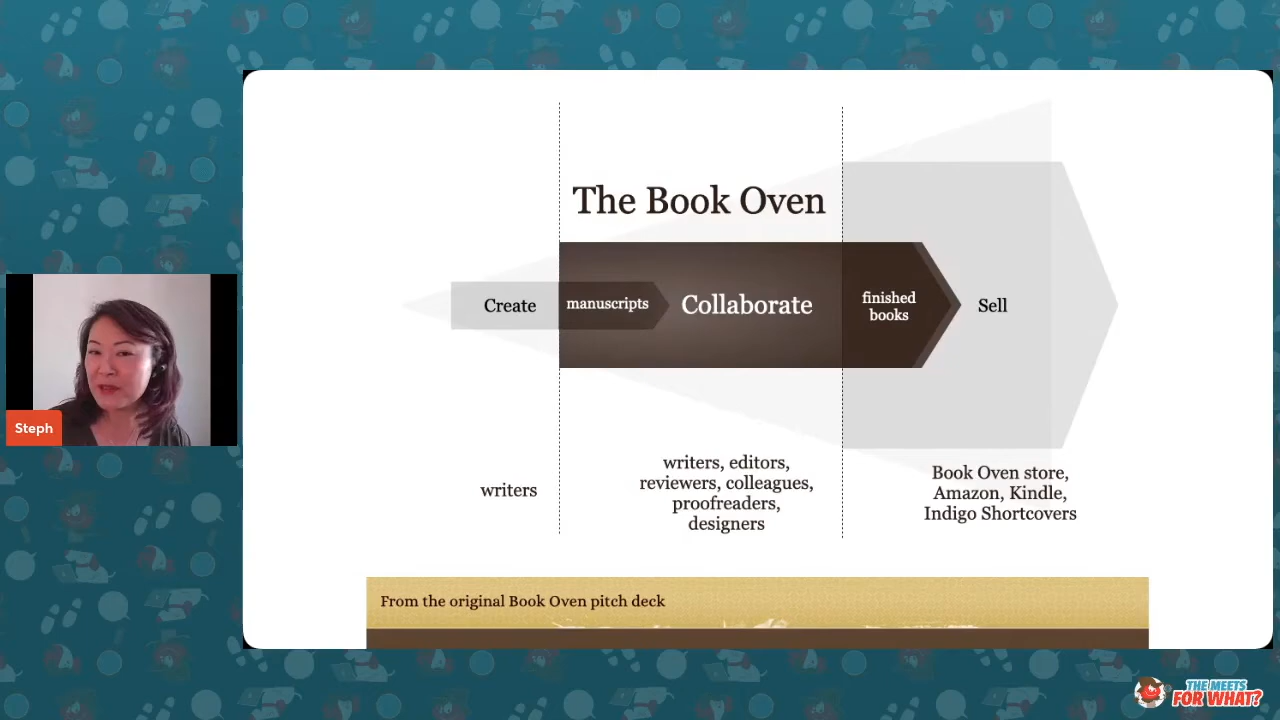 The Book Oven
Create
manuscripts
Collaborate
finished
books
Sell
writers
writers, editors,
reviewers, colleagues,
proofreaders,
designers
Book Oven store,
Amazon, Kindle,
Indigo Shortcovers
From the original Book Oven pitch deck
Steph
THE MEETS
FOR WHAT?